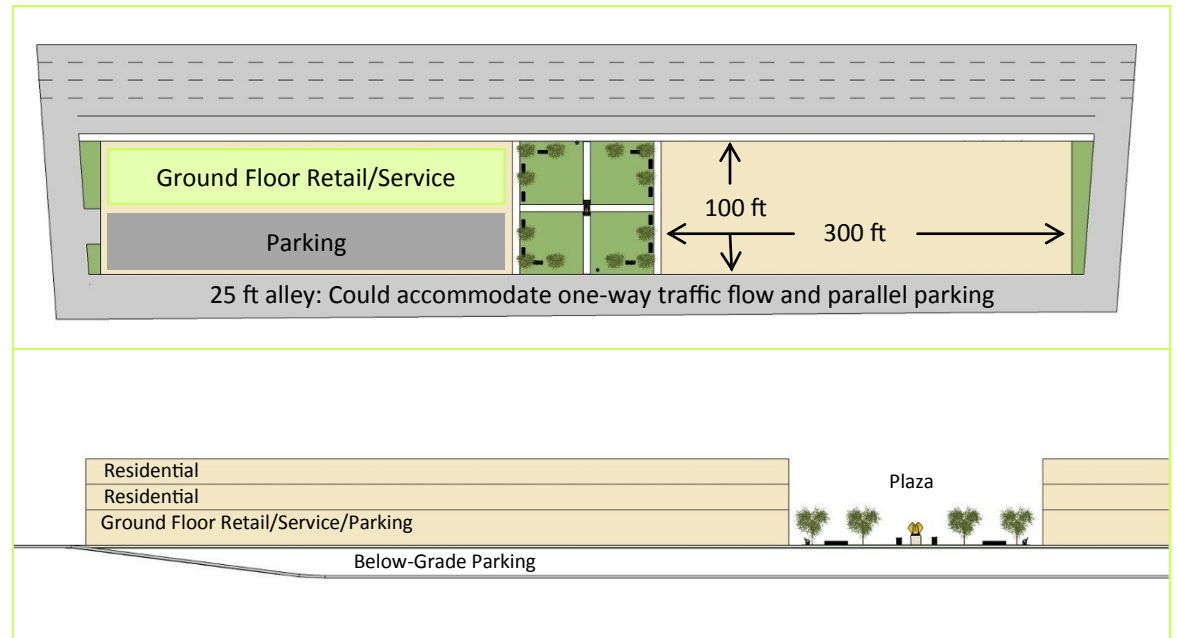 Ground Floor Retail/Service
100 ft
300 ft
Parking
25 ft alley: Could accommodate one-way traffic flow and parallel parking
Residential
Residential
Ground Floor Retail/Service/Parking
Plaza
Below-Grade Parking